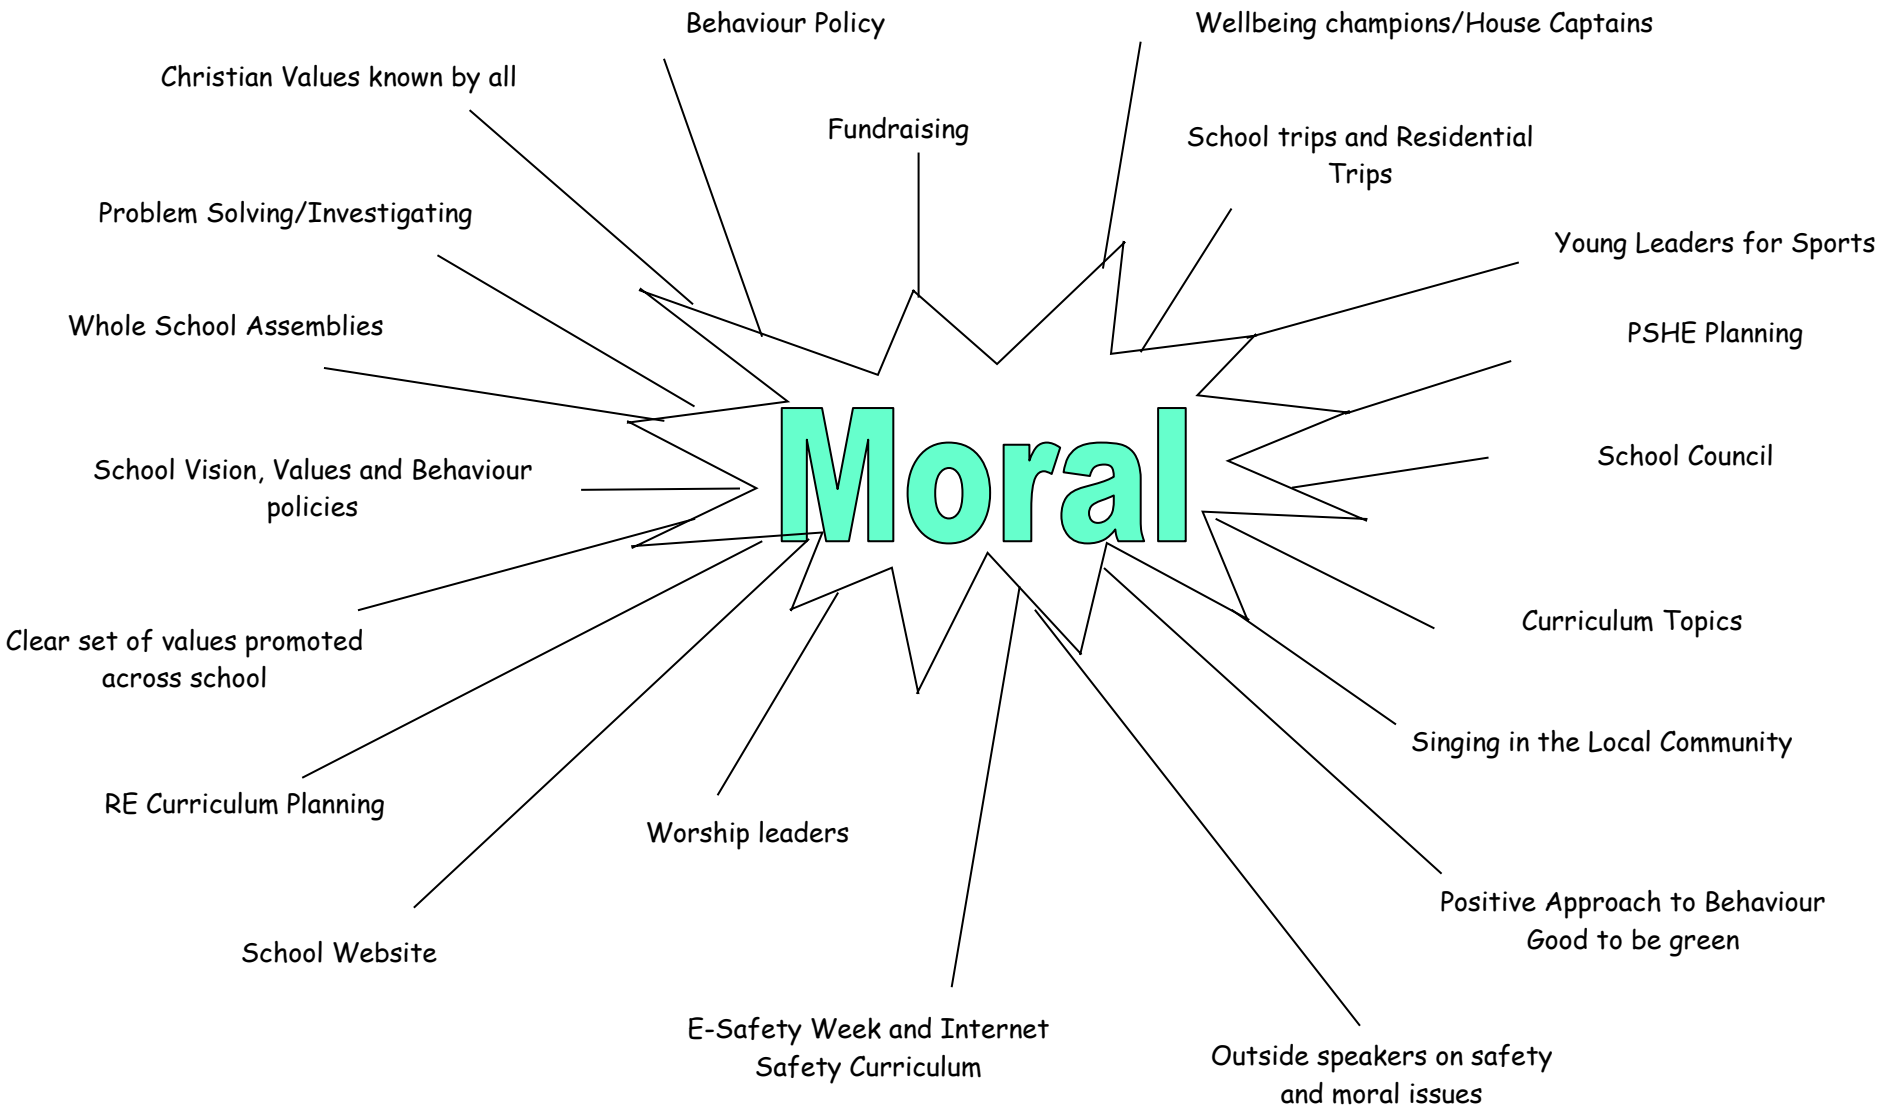 Behaviour Policy
Wellbeing champions/House Captains
Christian Values known by all
Fundraising
School trips and Residential
Trips
Problem Solving/Investigating
Young Leaders for Sports
Whole School Assemblies
PSHE Planning
Moral
School Vision, Values and Behaviour
policies
School Council
Clear set of values promoted
across school
Curriculum Topics
Singing in the Local Community
RE Curriculum Planning
Worship leaders
Positive Approach to Behaviour
Good to be green
School Website
E-Safety Week and Internet
Safety Curriculum
Outside speakers on safety
and moral issues